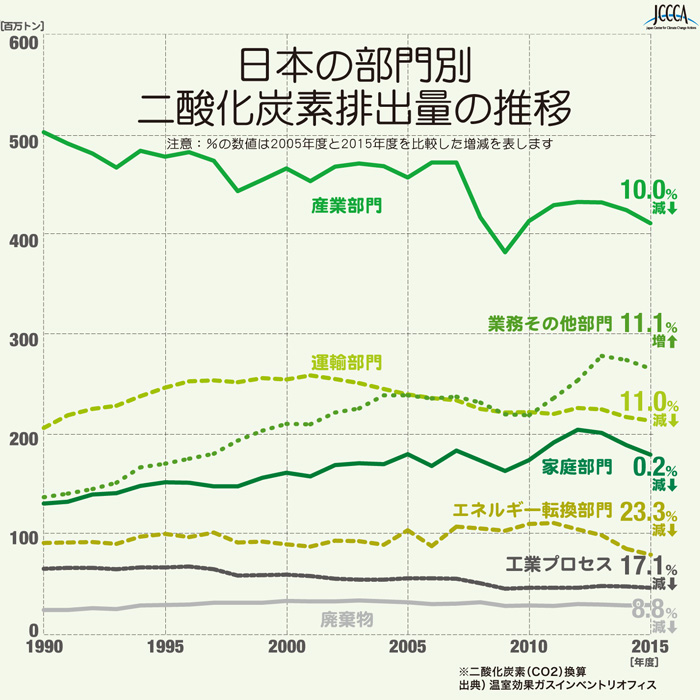 JCCCA
Japan Center for Climate Change Actions
[百万トン]
600
日本の部門別
二酸化炭素排出量の推移
500
注意：％の数値は2005年度と2015年度を比較した増減を表します
10.0%
減↓
産業部門
400
業務その他部門 11.1%
増↑
300
運輸部門
11.0%
減↓
200
家庭部門 0.2%
減↓
エネルギー転換部門 23.3%
減↓
100
工業プロセス 17.1%
減↓
8.8%
減↓
廃棄物
0
1990 1995 2000 2005 2010 2015
[年度]
※二酸化炭素(CO2)換算
出典)温室効果ガスインベントリオフィス